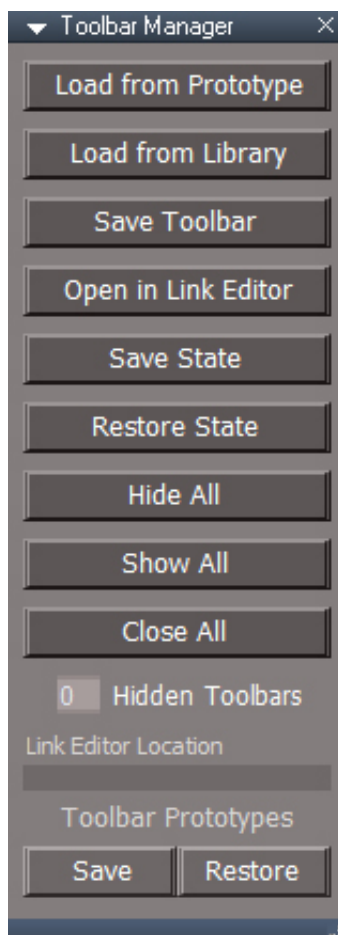 Toolbar Manager
Load from Prototype
Load from Library
Save Toolbar
Open in Link Editor
Save State
Restore State
Hide All
Show All
Close All
0 Hidden Toolbars
Link Editor Location
Toolbar Prototypes
Save Restore